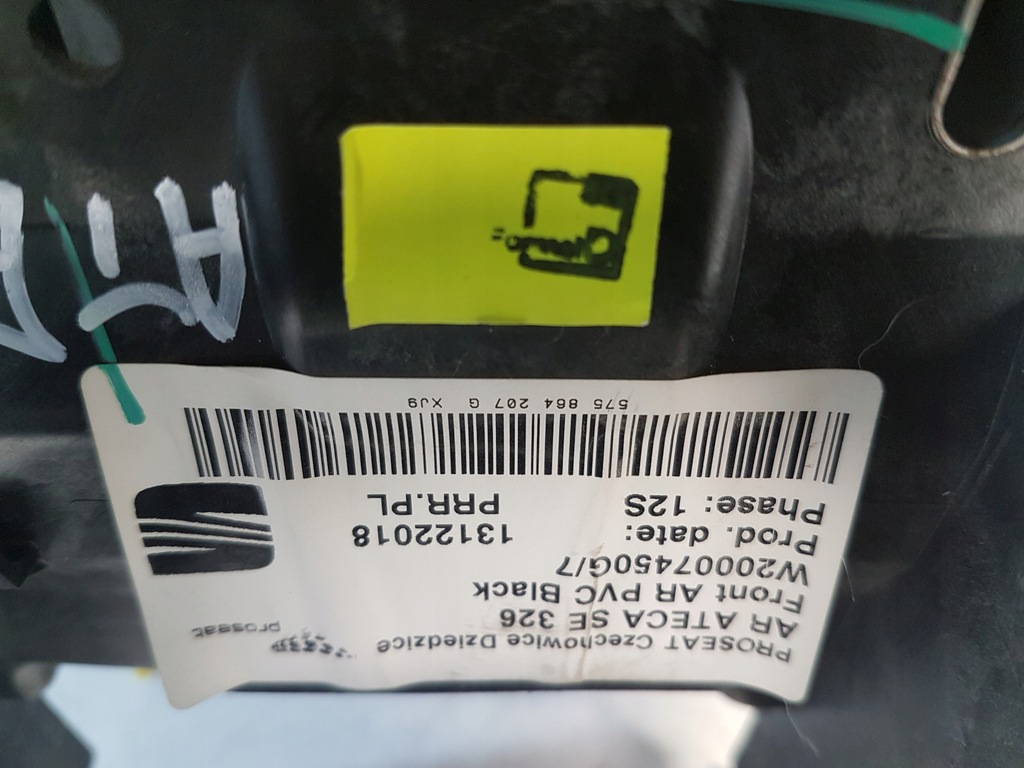 PROSEAT Czechowice Dziedzice
proseat
AR ATECA SE 326
Front AR PVC Black
W20007450G/7
Prod. date: 13122018
Phase: 12S PRR.PL
575 864 207 G XJ9